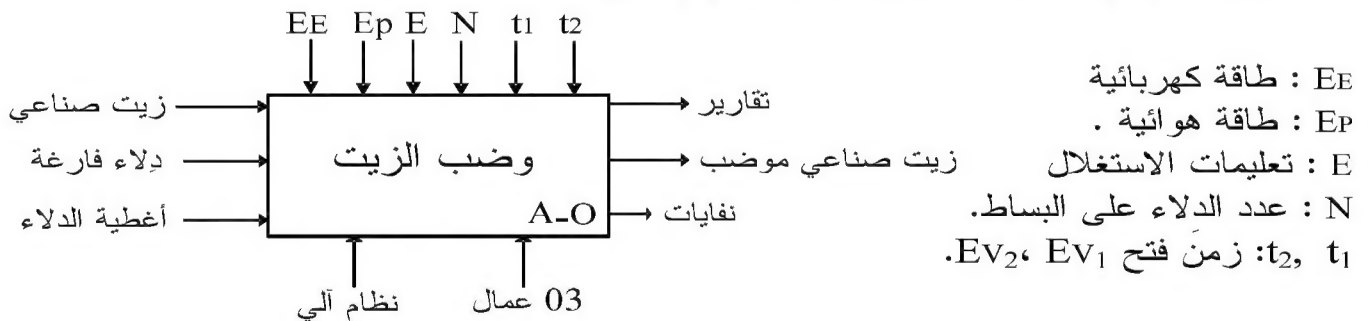 EE Ep E N t1 t2
زيت صناعي
دِلاء فارغة
أغطية الدلاء
وضب الزيت
A-O
تقارير
زيت صناعي موضب
نفايات
نظام آلي
03 عمال
EE : طاقة كهربائية
EP : طاقة هوائية .
E : تعليمات الاستغلال
N : عدد الدِلاء على البساط.
t2, t1: زمن فتح Ev2، Ev1.